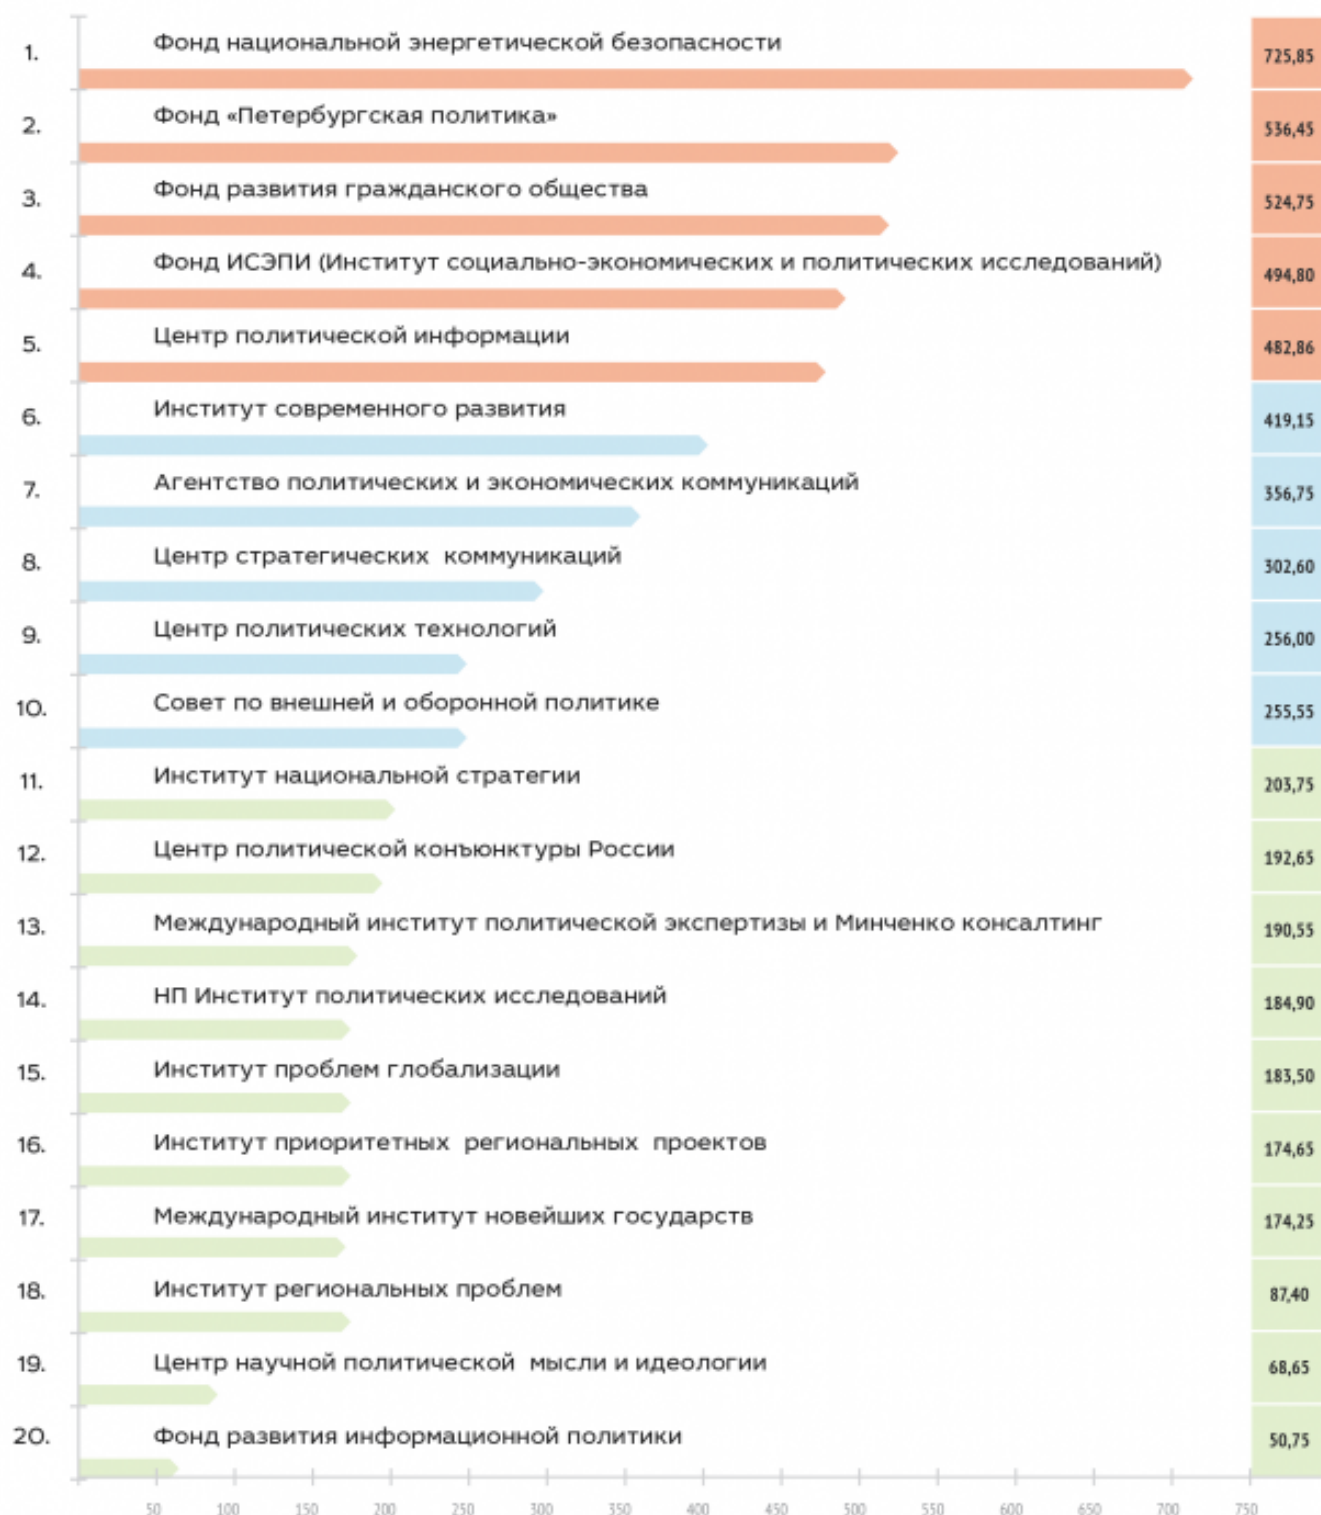 1. Фонд национальной энергетической безопасности 725,85
2. Фонд «Петербургская политика» 536,45
3. Фонд развития гражданского общества 524,75
4. Фонд ИСЭПИ (Институт социально-экономических и политических исследований) 494,80
5. Центр политической информации 482,86
6. Институт современного развития 419,15
7. Агентство политических и экономических коммуникаций 356,75
8. Центр стратегических коммуникаций 302,60
9. Центр политических технологий 256,00
10. Совет по внешней и оборонной политике 255,55
11. Институт национальной стратегии 203,75
12. Центр политической конъюнктуры России 192,65
13. Международный институт политической экспертизы и Минченко консалтинг 190,55
14. НП Институт политических исследований 184,90
15. Институт проблем глобализации 183,50
16. Институт приоритетных региональных проектов 174,65
17. Международный институт новейших государств 174,25
18. Институт региональных проблем 87,40
19. Центр научной политической мысли и идеологии 68,65
20. Фонд развития информационной политики 50,75
50 100 150 200 250 300 350 400 450 500 550 600 650 700 750